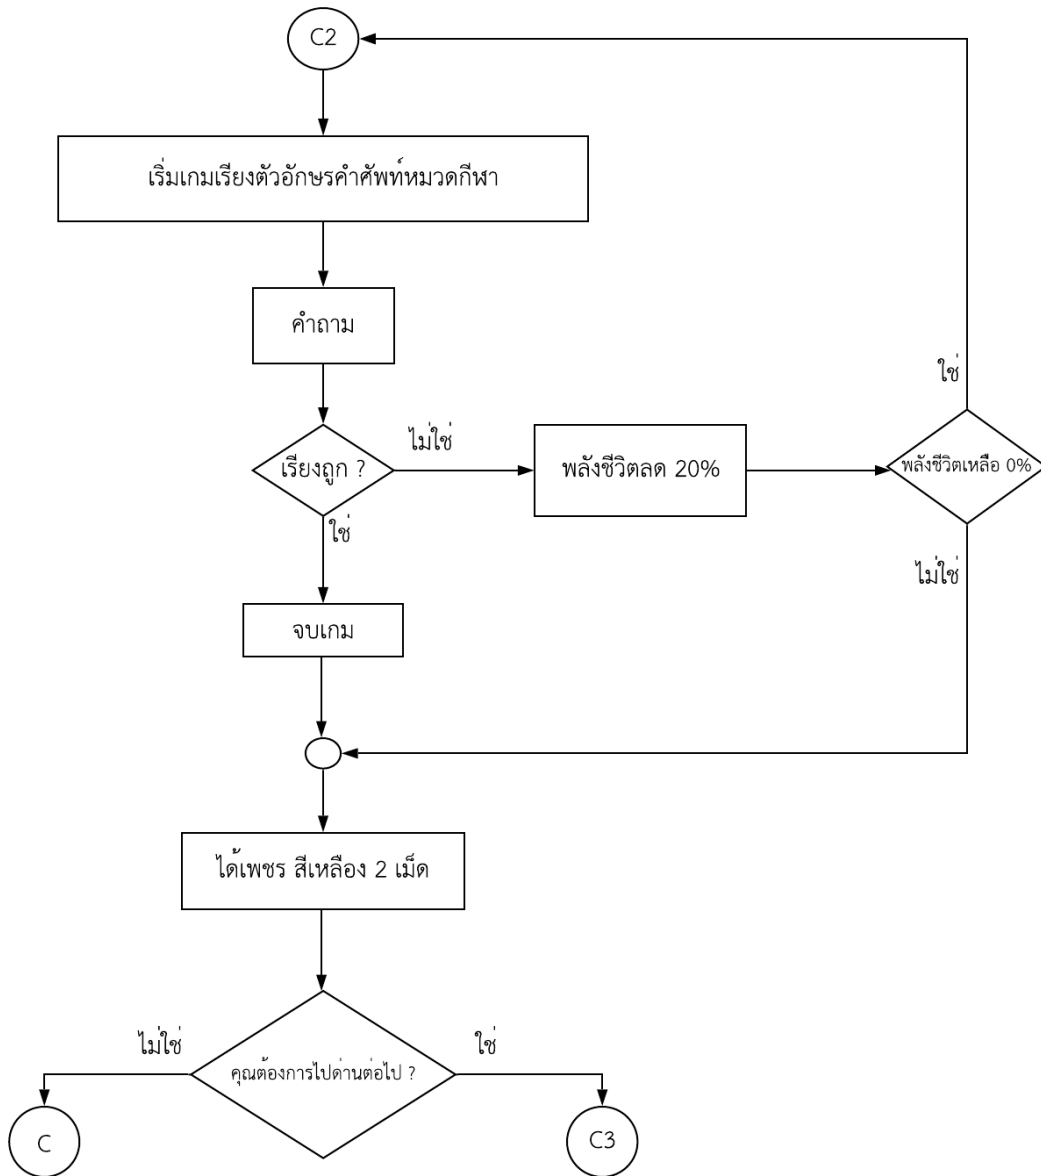 C2
เริ่มเกมเรียงตัวอักษรคำศัพท์หมวดกีฬา
คำถาม
เรียงถูก ?
ไม่ใช่
พลังชีวิตลด 20%
พลังชีวิตเหลือ 0%
ใช่
ใช่
ไม่ใช่
จบเกม
ได้เพชร สีเหลือง 2 เม็ด
คุณต้องการไปด่านต่อไป ?
ไม่ใช่
ใช่
C
C3